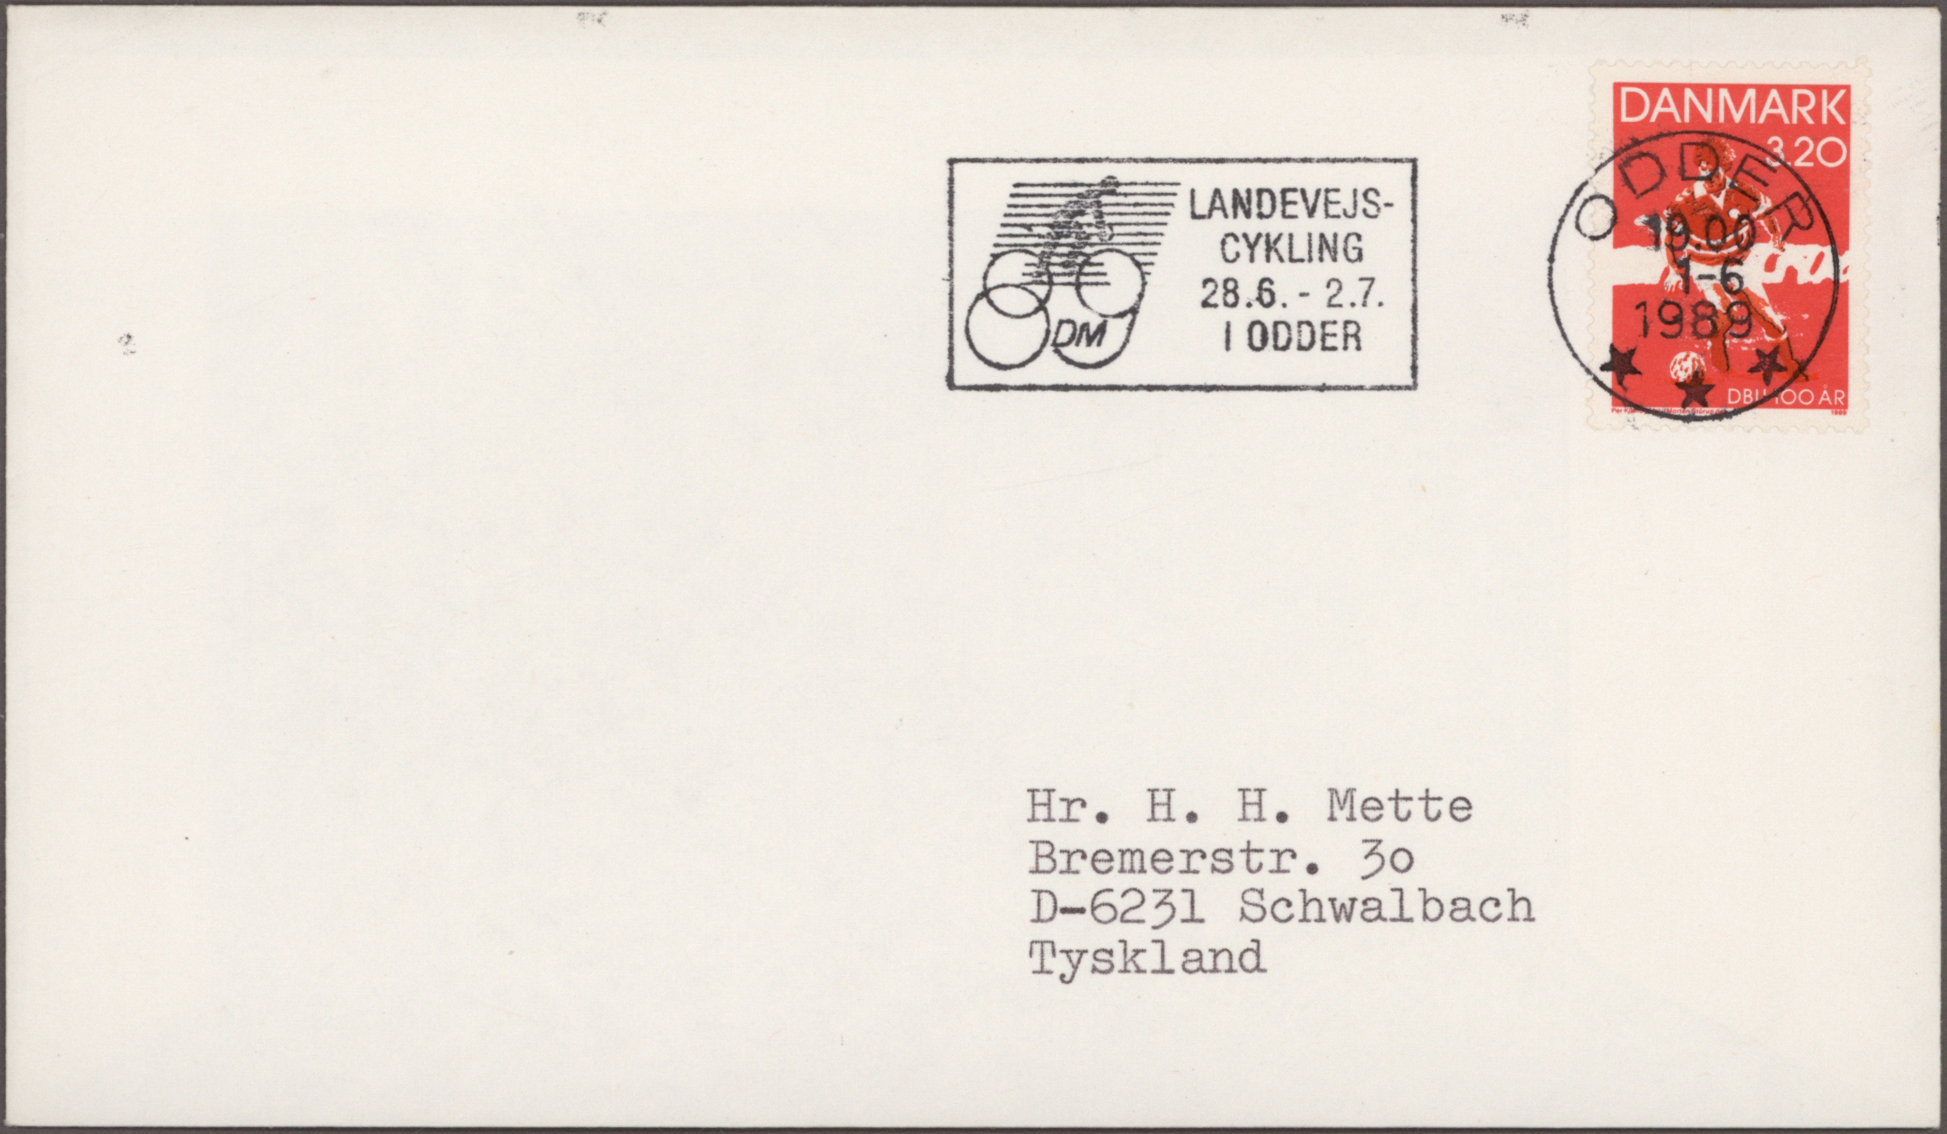 DANMARK
3.20
ODDER
19.00
1-6
1989
DBU 100 ÅR
1989
LANDEVEJS-
CYKLING
28.6. - 2.7.
I ODDER
DM
Hr. H. H. Mette
Bremerstr. 30
D-6231 Schwalbach
Tyskland